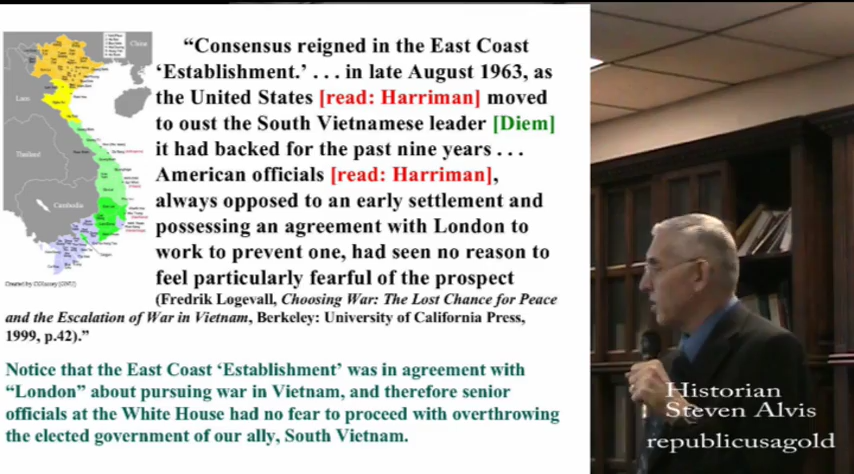 “Consensus reigned in the East Coast
‘Establishment.’ . . . in late August 1963, as
the United States [read: Harriman] moved
to oust the South Vietnamese leader [Diem]
it had backed for the past nine years . . .
American officials [read: Harriman],
always opposed to an early settlement and
possessing an agreement with London to
work to prevent one, had seen no reason to
feel particularly fearful of the prospect
(Fredrik Logevall, Choosing War: The Lost Chance for Peace
and the Escalation of War in Vietnam, Berkeley: University of California Press,
1999, p.42).”
Notice that the East Coast ‘Establishment’ was in agreement with
“London” about pursuing war in Vietnam, and therefore senior
officials at the White House had no fear to proceed with overthrowing
the elected government of our ally, South Vietnam.
China
Laos
Thailand
Cambodia
Historian
Steven Alvis
republicusagold